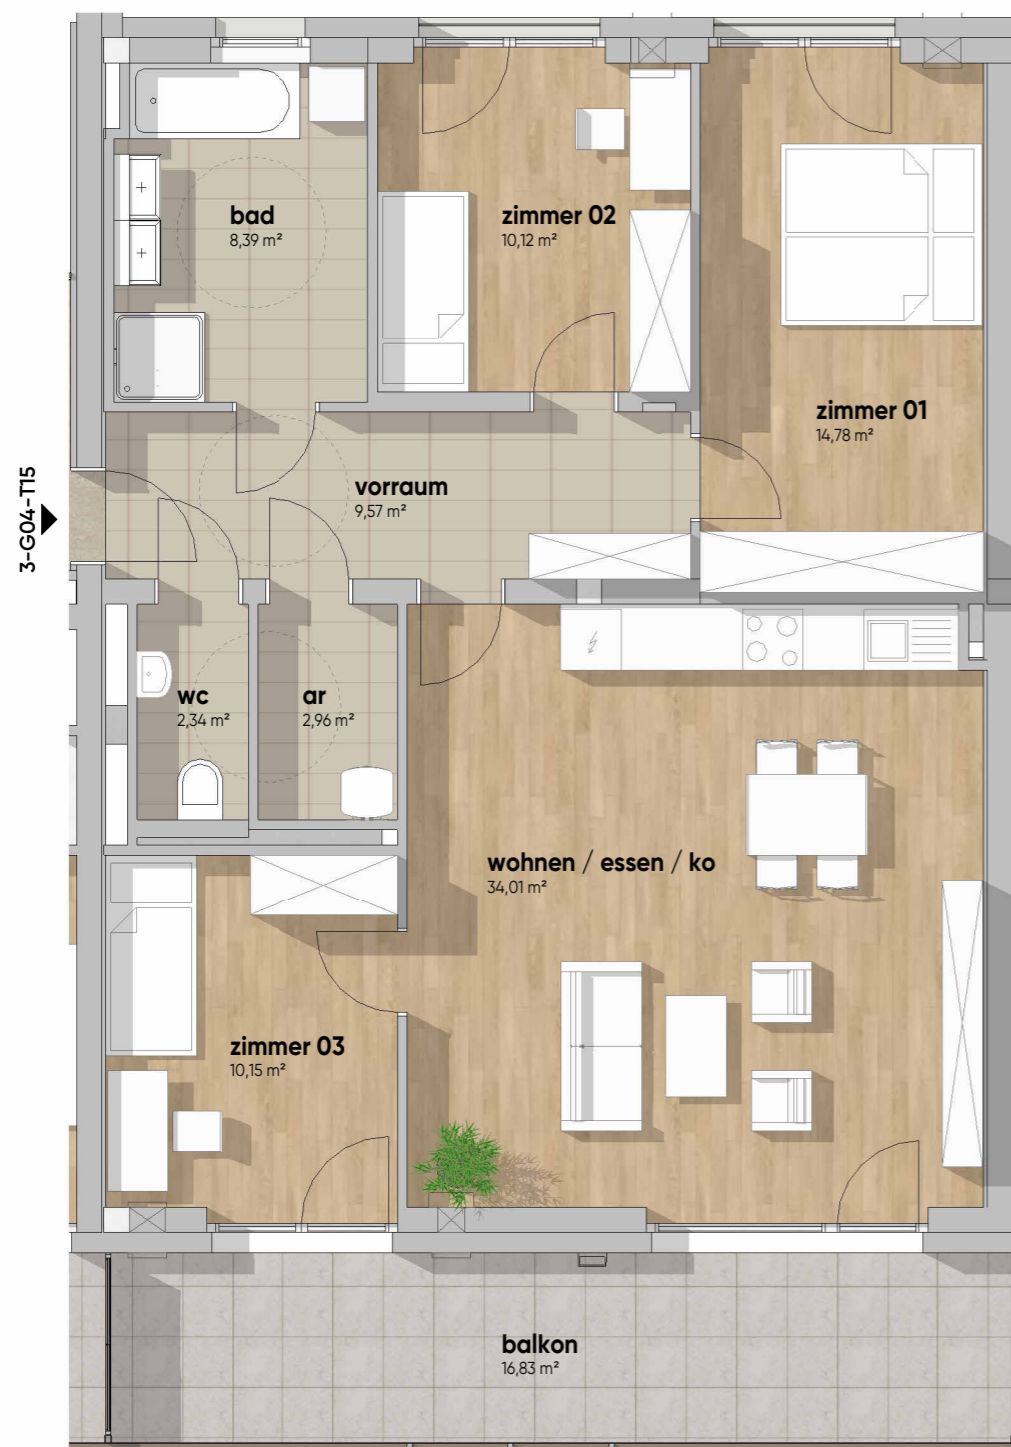 bad
8,39 m²
zimmer 02
10,12 m²
zimmer 01
14,78 m²
3-G04-T15
vorraum
9,57 m²
wc
2,34 m²
ar
2,96 m²
wohnen / essen / ko
34,01 m²
zimmer 03
10,15 m²
balkon
16,83 m²